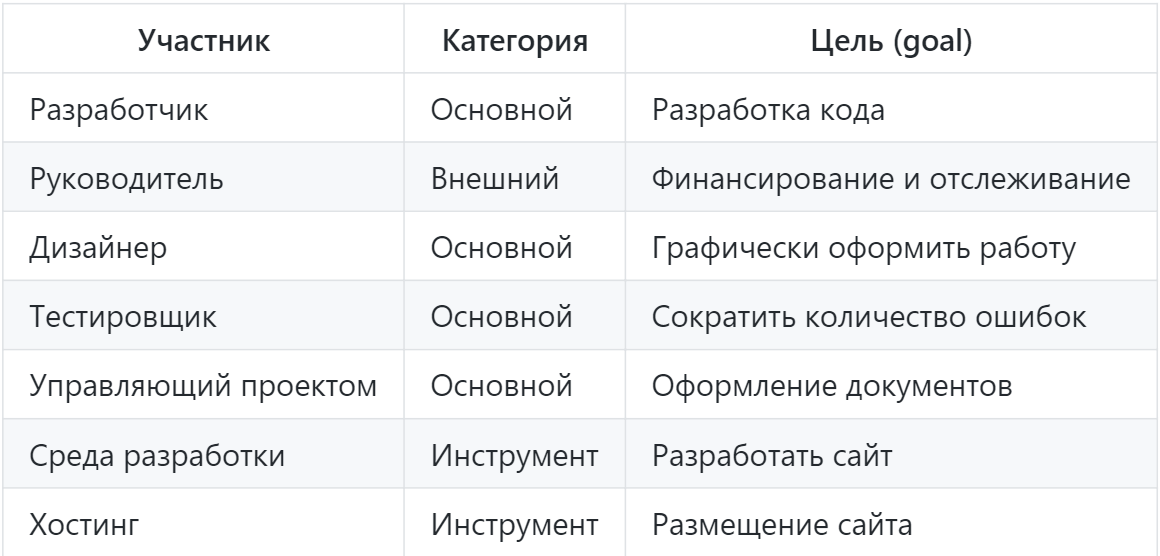 Участник Категория Цель (goal)
Разработчик Основной Разработка кода
Руководитель Внешний Финансирование и отслеживание
Дизайнер Основной Графически оформить работу
Тестировщик Основной Сократить количество ошибок
Управляющий проектом Основной Оформление документов
Среда разработки Инструмент Разработать сайт
Хостинг Инструмент Размещение сайта